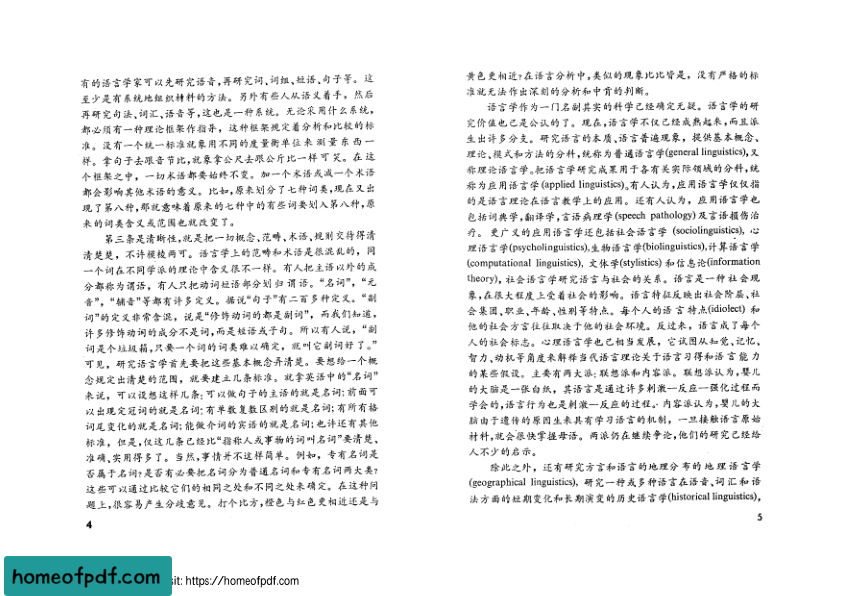 有的语言学家可以先研究语音,再研究词、词组、短语、句子等。这
至少是有系统地组织材料的方法。另外有些人从语义着手。然后
再研究句法、词汇、语音等,这也是一种系统。无论采用什么系统,
都必须有一种理论框架作指导,这种框架规定着分析和比较的标
准。没有一个统一标准就象用不同的度量衡单位来测量东西一
样。拿句子去跟音节比,就象拿公尺去跟公斤比一样可笑。在这
个框架之中,一切术语都要始终不变。加一个术语或减一个术语
都会影响其他术语的意义。比如,原来划分了七种词类,现在又出
现了第八种,那就意味着原来的七种中的有些词要划入第八种,原
来的词类含义或范围也就改变了。
第三条是清晰性,就是把一切概念、范畴、术语、规则交待得清
清楚楚,不许模棱两可。语言学上的范畴和术语是很混乱的,同
一个词在不同学派的理论中含义很不一样。有人把主语以外的成
分都称为谓语,有人只把动词短语部分划归谓语。“名词”,“元
音”,“辅音”等都有许多定义。据说“句子”有二百多种定义。“副
词”的定义非常含混,说是“修饰动词的都是副词”,而我们知道,
许多修饰动词的成分不是词,而是短语或子句。所以有人说,“副
词是个垃圾箱,只要一个词的词类难以确定,就叫它副词好了。”
可见,研究语言学首先要把这些基本概念弄清楚。要想给一个概
念规定出清楚的范围,就要建立几条标准。就拿英语中的“名词”
来说,可以设想这样几条:可以做句子的主语的就是名词;前面可
以出现定冠词的就是名词;有单数复数区别的就是名词;有所有格
词尾变化的就是名词;能做介词的宾语的就是名词;也许还有其他
标准,但是,仅这几条已经比“指称人或事物的词叫名词”要清楚、
准确、实用得多了。当然,事情并不这样简单。例如,专有名词是
否属于名词?是否有必要把名词分为普通名词和专有名词两大类?
这些可以通过比较它们的相同之处和不同之处来确定。在这种问
题上,很容易产生分歧意见。打个比方,橙色与红色更相近还是与
4
黄色更相近?在语言分析中,类似的现象比比皆是,没有严格的标
准就无法作出深刻的分析和中肯的判断。
语言学作为一门名副其实的科学已经确定无疑。语言学的研
究价值也已是公认的了。现在,语言学不仅已经成熟起来,而且派
生出许多分支。研究语言的本质、语言普遍现象,提供基本概念、
理论、模式和方法的分科,统称为普通语言学(general linguistics),又
称理论语言学。把语言学研究成果用于各有关实际领域的分科,统
称为应用语言学(applied linguistics)。有人认为,应用语言学仅仅指
的是语言理论在语言教学上的应用。还有人认为,应用语言学也
包括词典学,翻译学,言语病理学(speech pathology)及言语损伤治
疗。更广义的应用语言学还包括社会语言学 (sociolinguistics), 心
理语言学(psycholinguistics),生物语言学(biolinguistics),计算语言学
(computational linguistics), 文体学(stylistics) 和信息论(information
theory),社会语言学研究语言与社会的关系。语言是一种社会现
象,在很大程度上受着社会的影响。语言特征反映出社会阶层、社
会集团、职业、年龄、性别等特点。每个人的语言特点(idiolect) 和
他的社会方言往往取决于他的社会环境。反过来,语言成了每个
人的社会标志。心理语言学也已相当发展,它试图从知觉、记忆、
智力、动机等角度来解释当代语言理论关于语言习得和语言能力
的某些假设。主要有两大派:联想派和内容派。联想派认为,婴儿
的大脑是一张白纸,其语言是通过许多刺激—反应—强化过程而
学会的,语言行为也是刺激—反应的过程。内容派认为,婴儿的大
脑由于遗传的原因生来具有学习语言的机制,一旦接触语言原始
材料,就会很快掌握母语。两派仍在继续争论,他们的研究已经给
人不少的启示。
除此之外,还有研究方言和语言的地理分布的地理语言学
(geographical linguistics), 研究一种或多种语言在语音、词汇和语
法方面的短期变化和长期演变的历史语言学(historical linguistics),
5
homeofpdf.com
sit: https://homeofpdf.com